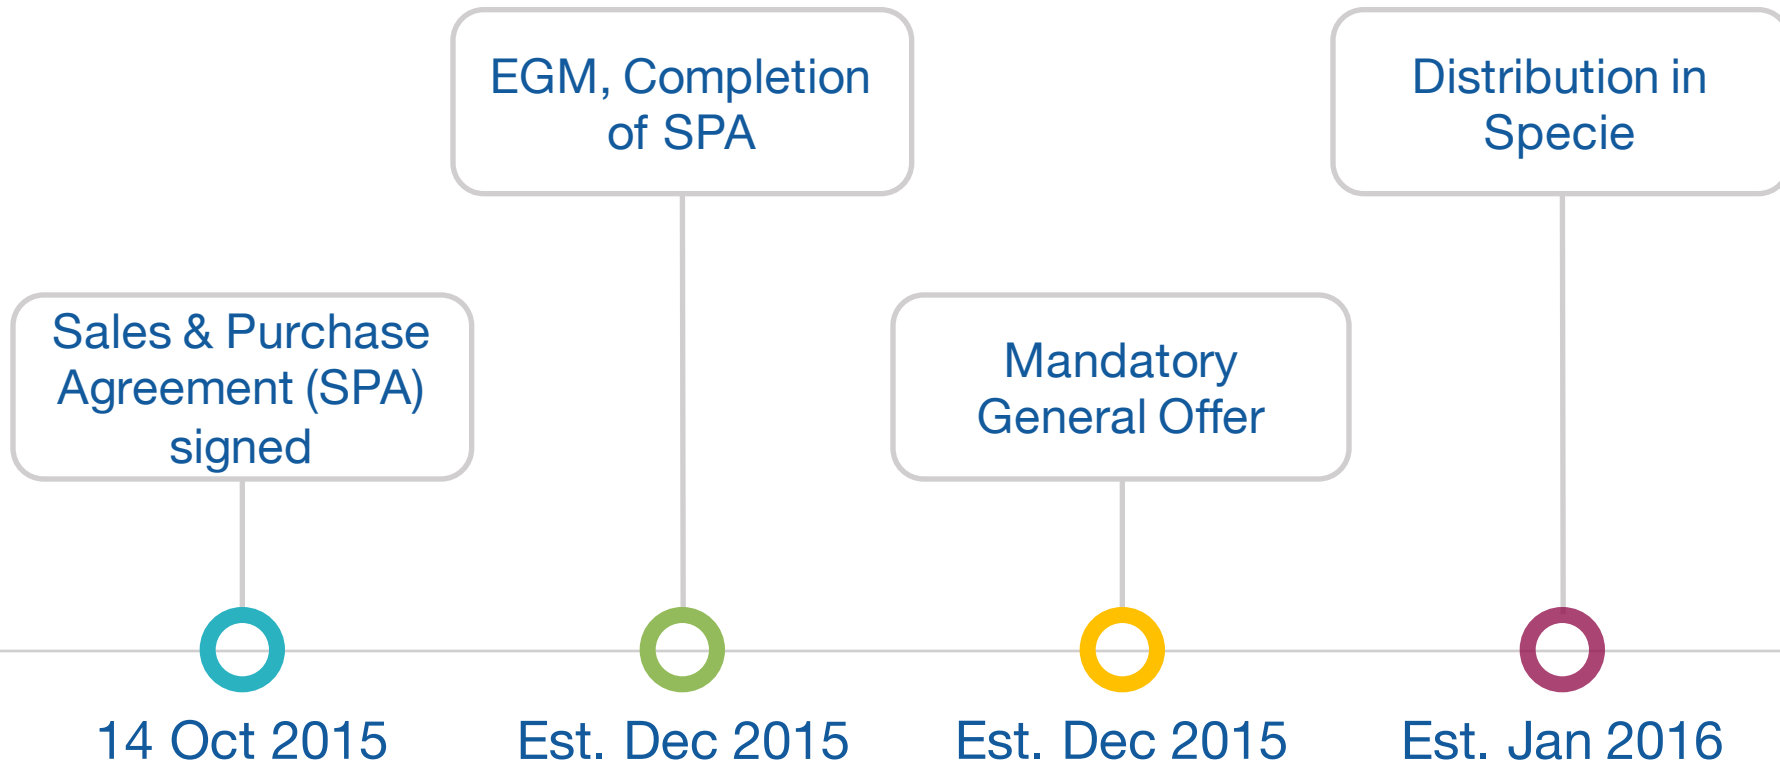 Sales & Purchase
Agreement (SPA)
signed
14 Oct 2015
EGM, Completion
of SPA
Est. Dec 2015
Mandatory
General Offer
Est. Dec 2015
Distribution in
Specie
Est. Jan 2016